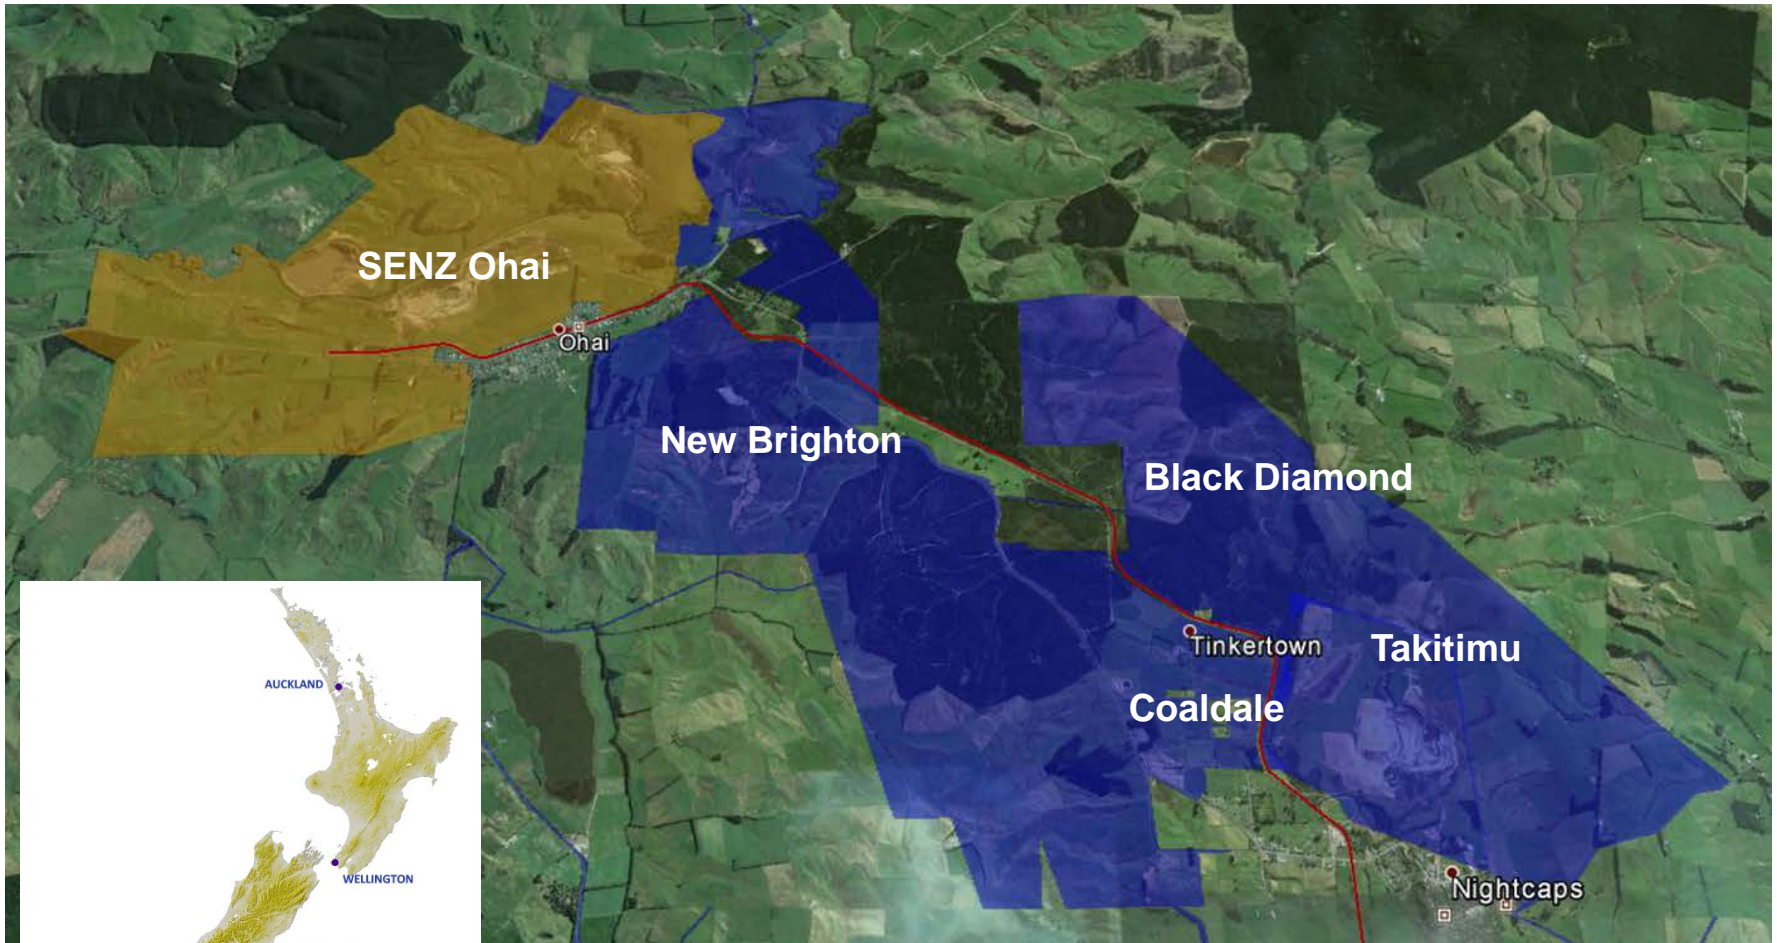 SENZ Ohai
Ohai
New Brighton
Black Diamond
Tinkertown
Takitimu
Coaldale
AUCKLAND
WELLINGTON
Nightcaps